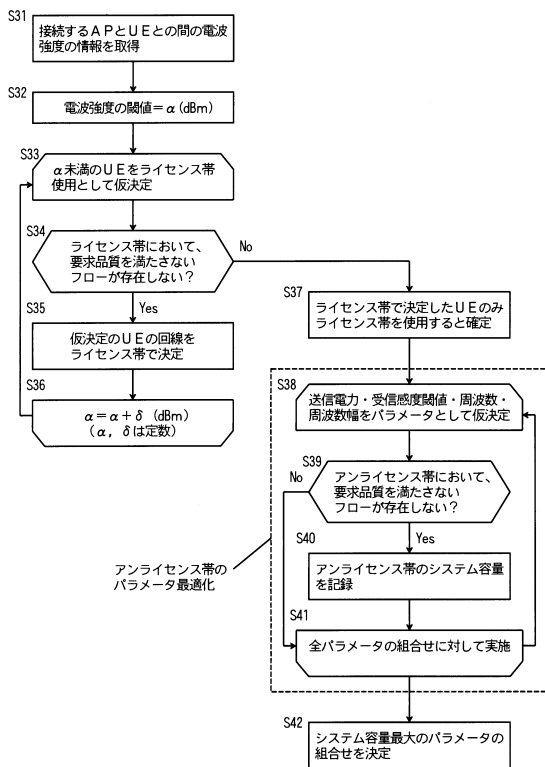 S31
接続するAPとUEとの間の電波
強度の情報を取得
S32
電波強度の閾値=α(dBm)
S33
α未満のUEをライセンス帯
使用として仮決定
S34
ライセンス帯において、
要求品質を満たさない
フローが存在しない?
No
Yes
S35
仮決定のUEの回線を
ライセンス帯で決定
S36
α=α+δ (dBm)
(α, δは定数)
S37
ライセンス帯で決定したUEのみ
ライセンス帯を使用すると確定
S38
送信電力・受信感度閾値・周波数・
周波数幅をパラメータとして仮決定
S39
No
アンライセンス帯において、
要求品質を満たさない
フローが存在しない?
Yes
S40
アンライセンス帯のシステム容量
を記録
アンライセンス帯の
パラメータ最適化
S41
全パラメータの組合せに対して実施
S42
システム容量最大のパラメータの
組合せを決定